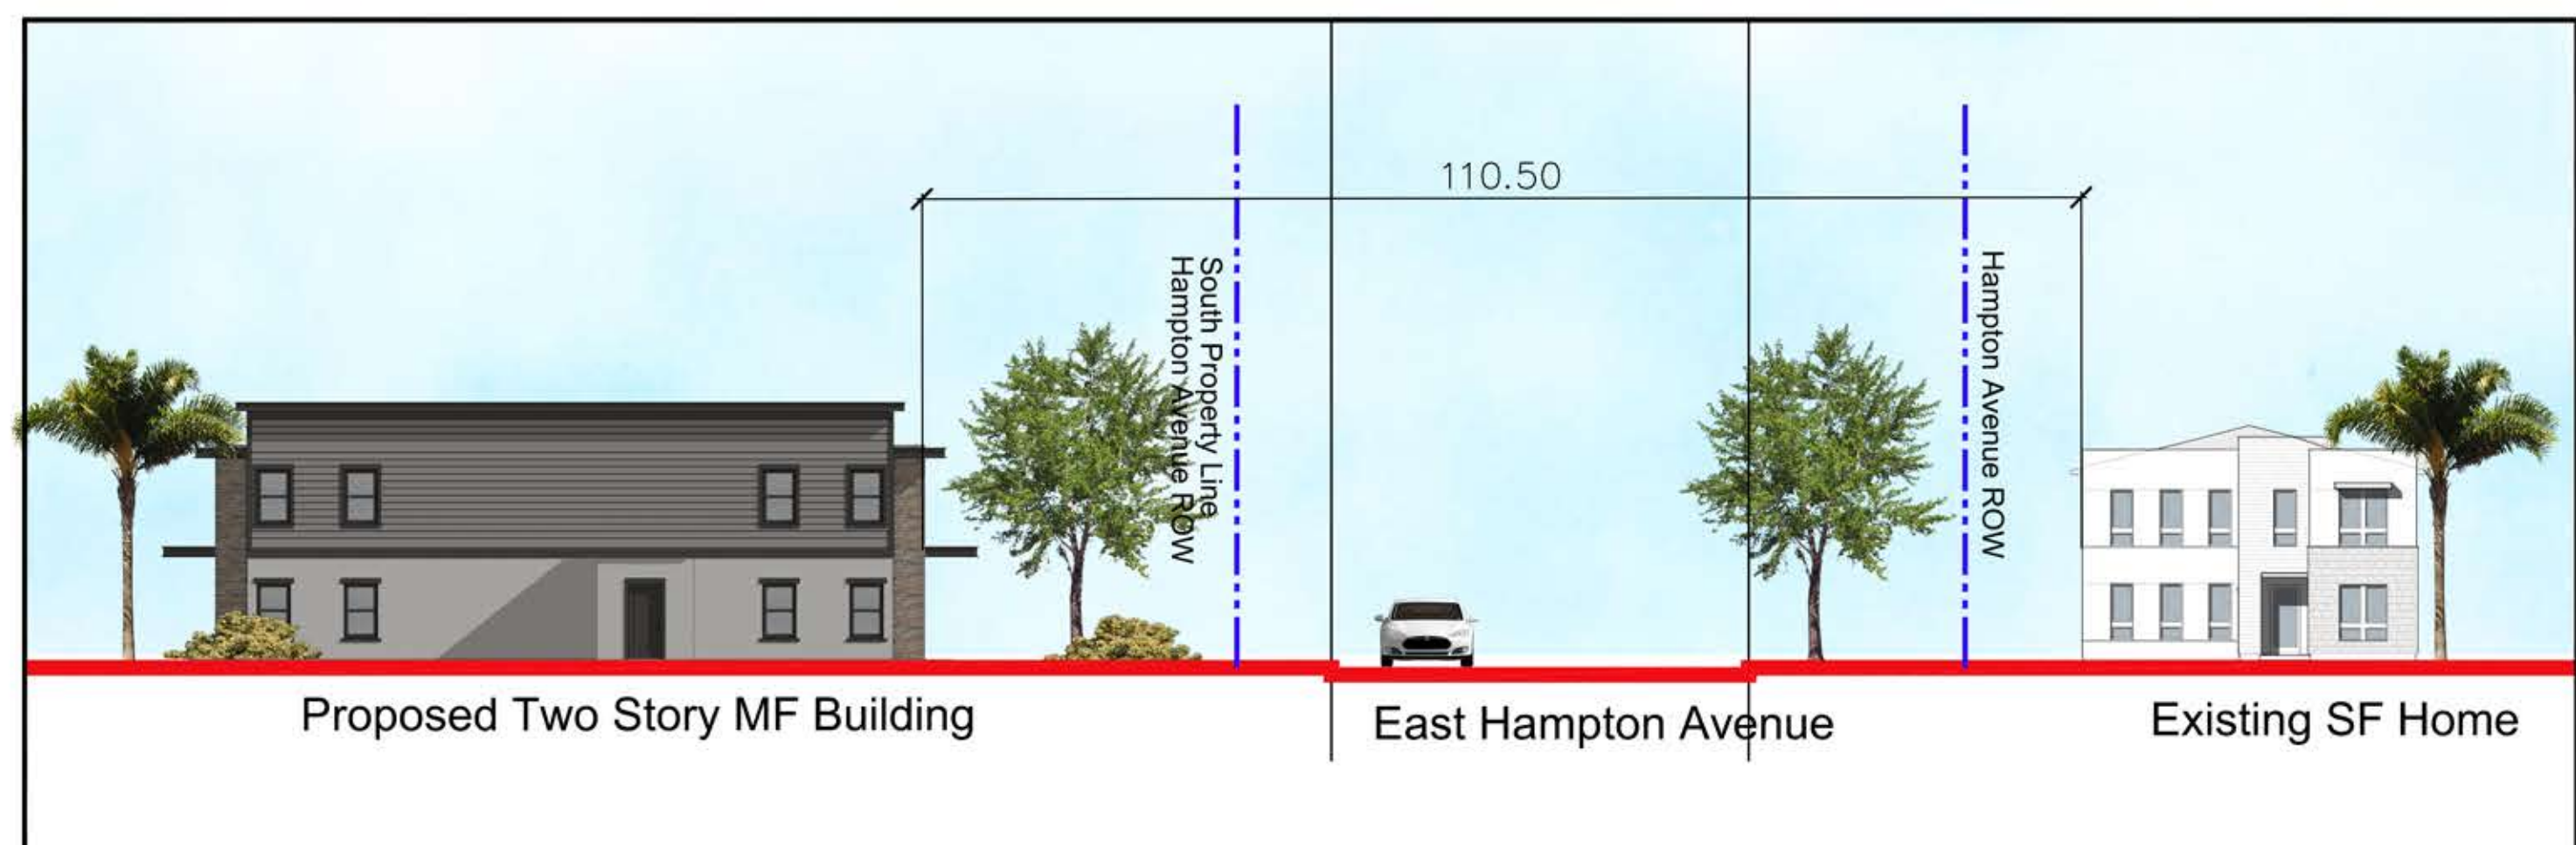 110.50
South Property Line
Hampton Avenue ROW
Hampton Avenue ROW
Proposed Two Story MF Building
East Hampton Avenue
Existing SF Home